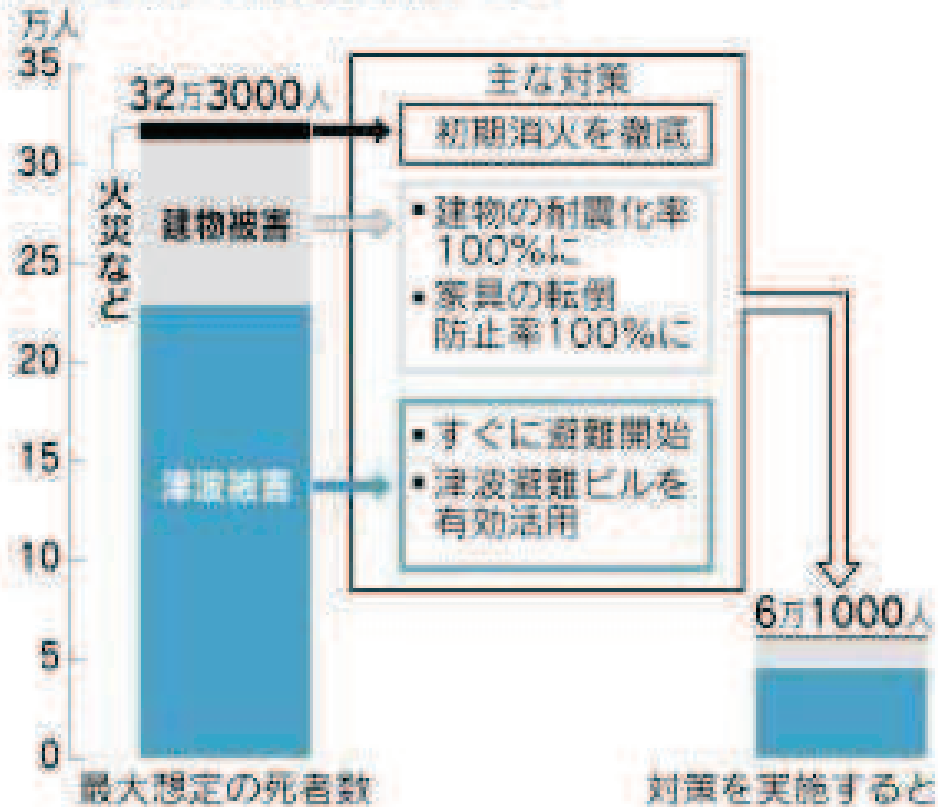 万人
35
30
25
20
15
10
5
0
32万3000人
火災など
建物被害
津波被害
最大想定の死者数
主な対策
初期消火を徹底
▪建物の耐震化率
100%に
▪家具の転倒
防止率100%に
▪すぐに避難開始
▪津波避難ビルを
有効活用
6万1000人
対策を実施すると